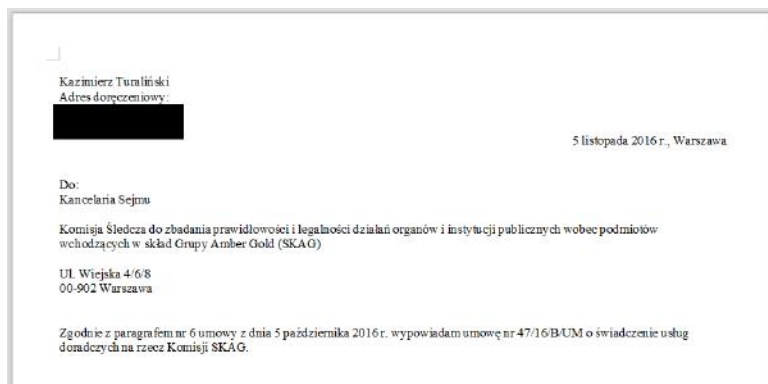 Kazimierz Turaliński
Adres doręczeniowy:
5 listopada 2016 r., Warszawa
Do:
Kancelaria Sejmu
Komisja Śledcza do zbadania prawidłowości i legalności działań organów i instytucji publicznych wobec podmiotów
wchodzących w skład Grupy Amber Gold (SKAG)
Ul. Wiejska 4/6/8
00-902 Warszawa
Zgodnie z paragrafem nr 6 umowy z dnia 5 października 2016 r. wypowiadam umowę nr 47/16/B/UM o świadczenie usług
doradczych na rzecz Komisji SKAG.